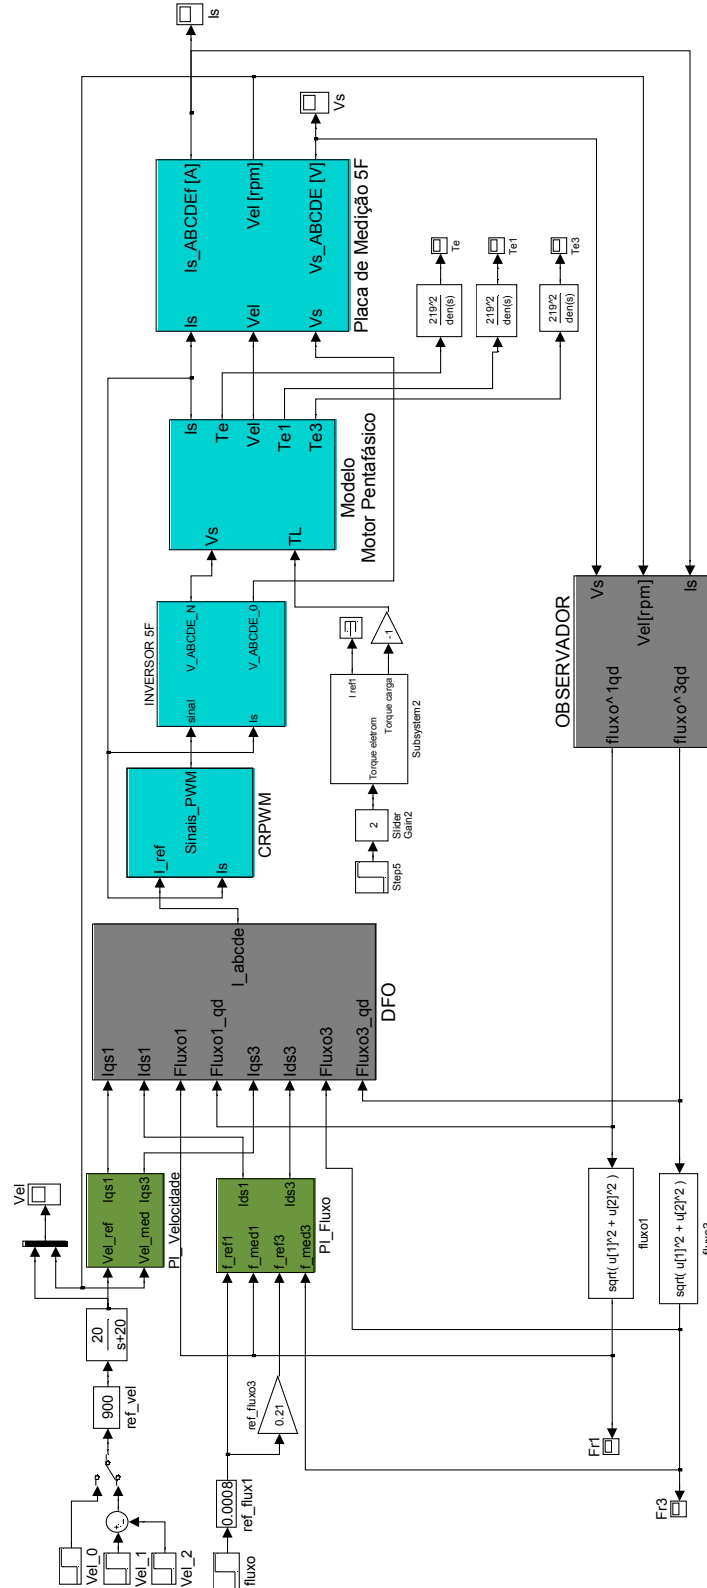 Vel_0
Vel_1
Vel_2
900
ref_vel
20
s+20
Vel
Vel_ref
Vel_med
Iqs1
Iqs3
PI_Velocidade
fluxo
0.0008
ref_flux1
0.21
ref_fluxo3
f_ref1
f_med1
f_ref3
f_med3
Ids1
Ids3
PI_Fluxo
Iqs1
Ids1
Fluxo1
Fluxo1_qd
Iqs3
Ids3
Fluxo3
Fluxo3_qd
I_abcde
DFO
I_ref
Is
Sinais_PWM
CRPWM
INVERSOR 5F
sinal
Is
V_ABCDE_N
V_ABCDE_0
Step5
2
Slider
Gain2
Torque eletrom
I ref1
Torque carga
Subsystem2
-1
Vs
TL
Is
Te
Vel
Te1
Te3
Modelo
Motor Pentafásico
Is
Vel
Vs
Is_ABCDEf [A]
Vel [rpm]
Vs_ABCDE [V]
Placa de Medição 5F
Is
Vs
219^2
den(s)
Te
219^2
den(s)
Te1
219^2
den(s)
Te3
OBSERVADOR
Vs
Vel[rpm]
Is
fluxo^1qd
fluxo^3qd
sqrt( u[1]^2 + u[2]^2 )
fluxo1
sqrt( u[1]^2 + u[2]^2 )
Fr1
Fr3